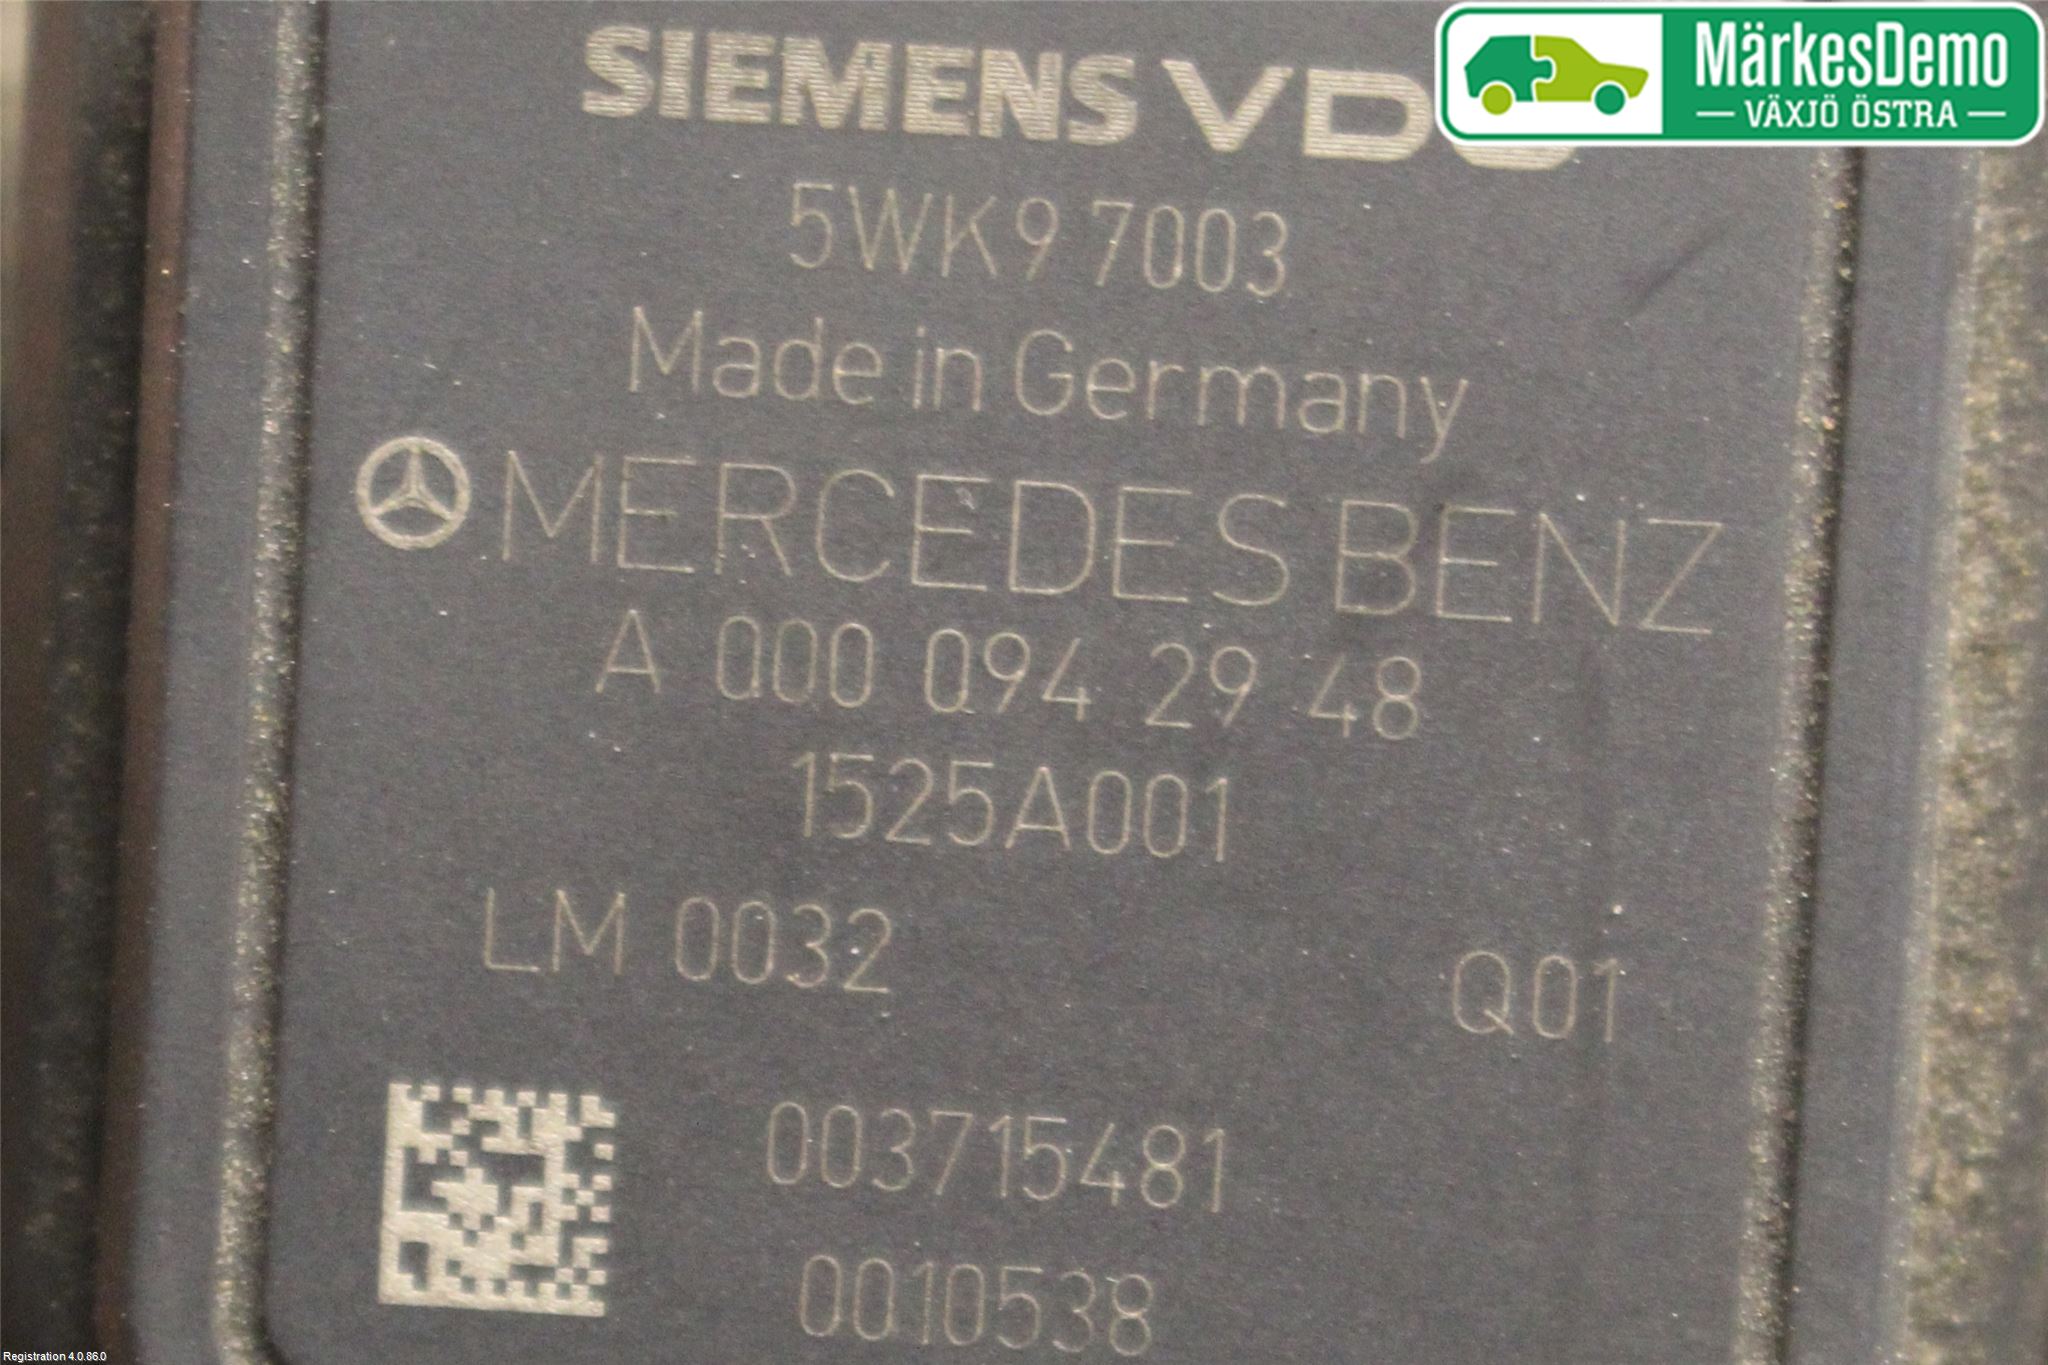 SIEMENS VDO
MärkesDemo
VÄXJÖ ÖSTRA
5WK9 7003
Made in Germany
MERCEDES BENZ
A 000 094 29 48
1525A001
LM 0032
Q01
003715481
0010538
Registration 4.0.86.0